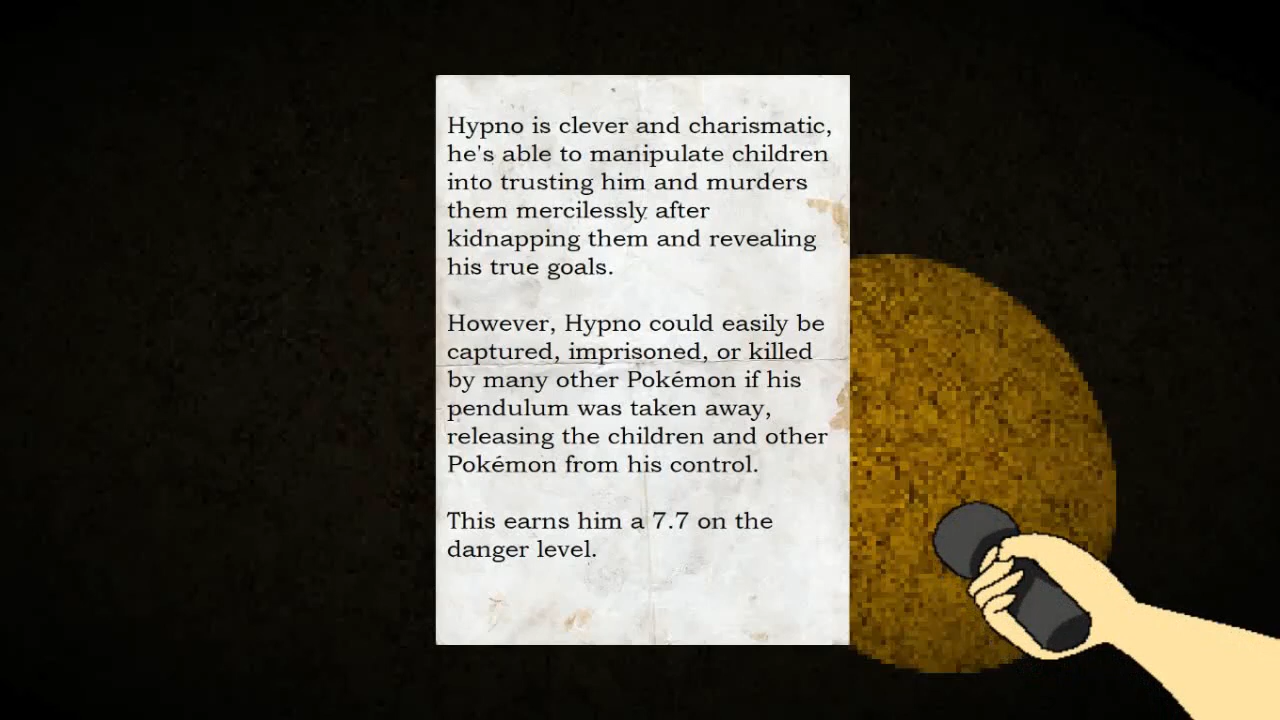 Hypno is clever and charismatic,
he's able to manipulate children
into trusting him and murders
them mercilessly after
kidnapping them and revealing
his true goals.
However, Hypno could easily be
captured, imprisoned, or killed
by many other Pokémon if his
pendulum was taken away,
releasing the children and other
Pokémon from his control.
This earns him a 7.7 on the
danger level.